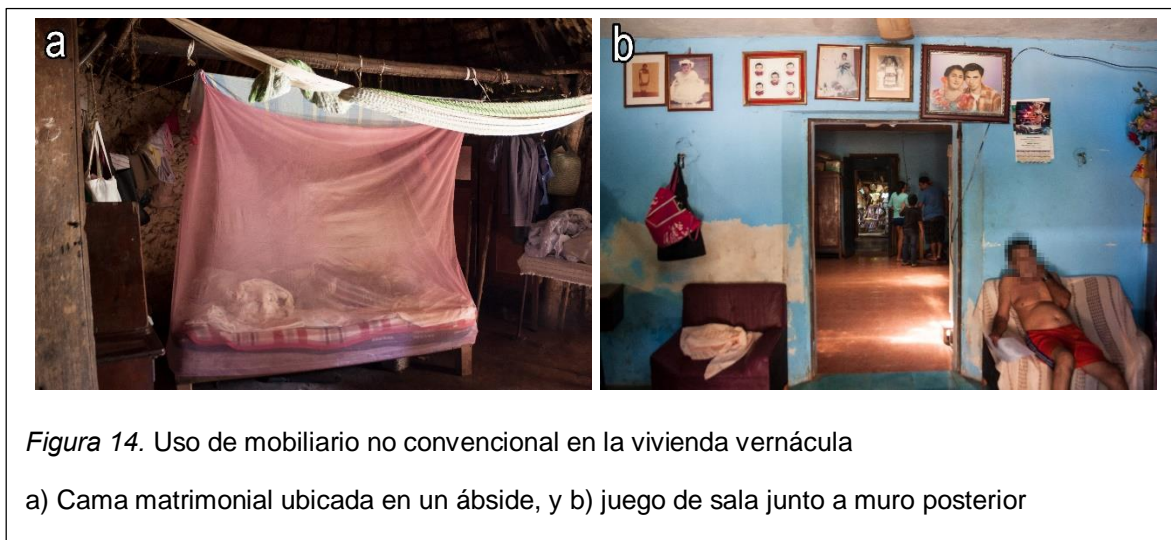 a
b
Figura 14. Uso de mobiliario no convencional en la vivienda vernácula
a) Cama matrimonial ubicada en un ábside, y b) juego de sala junto a muro posterior